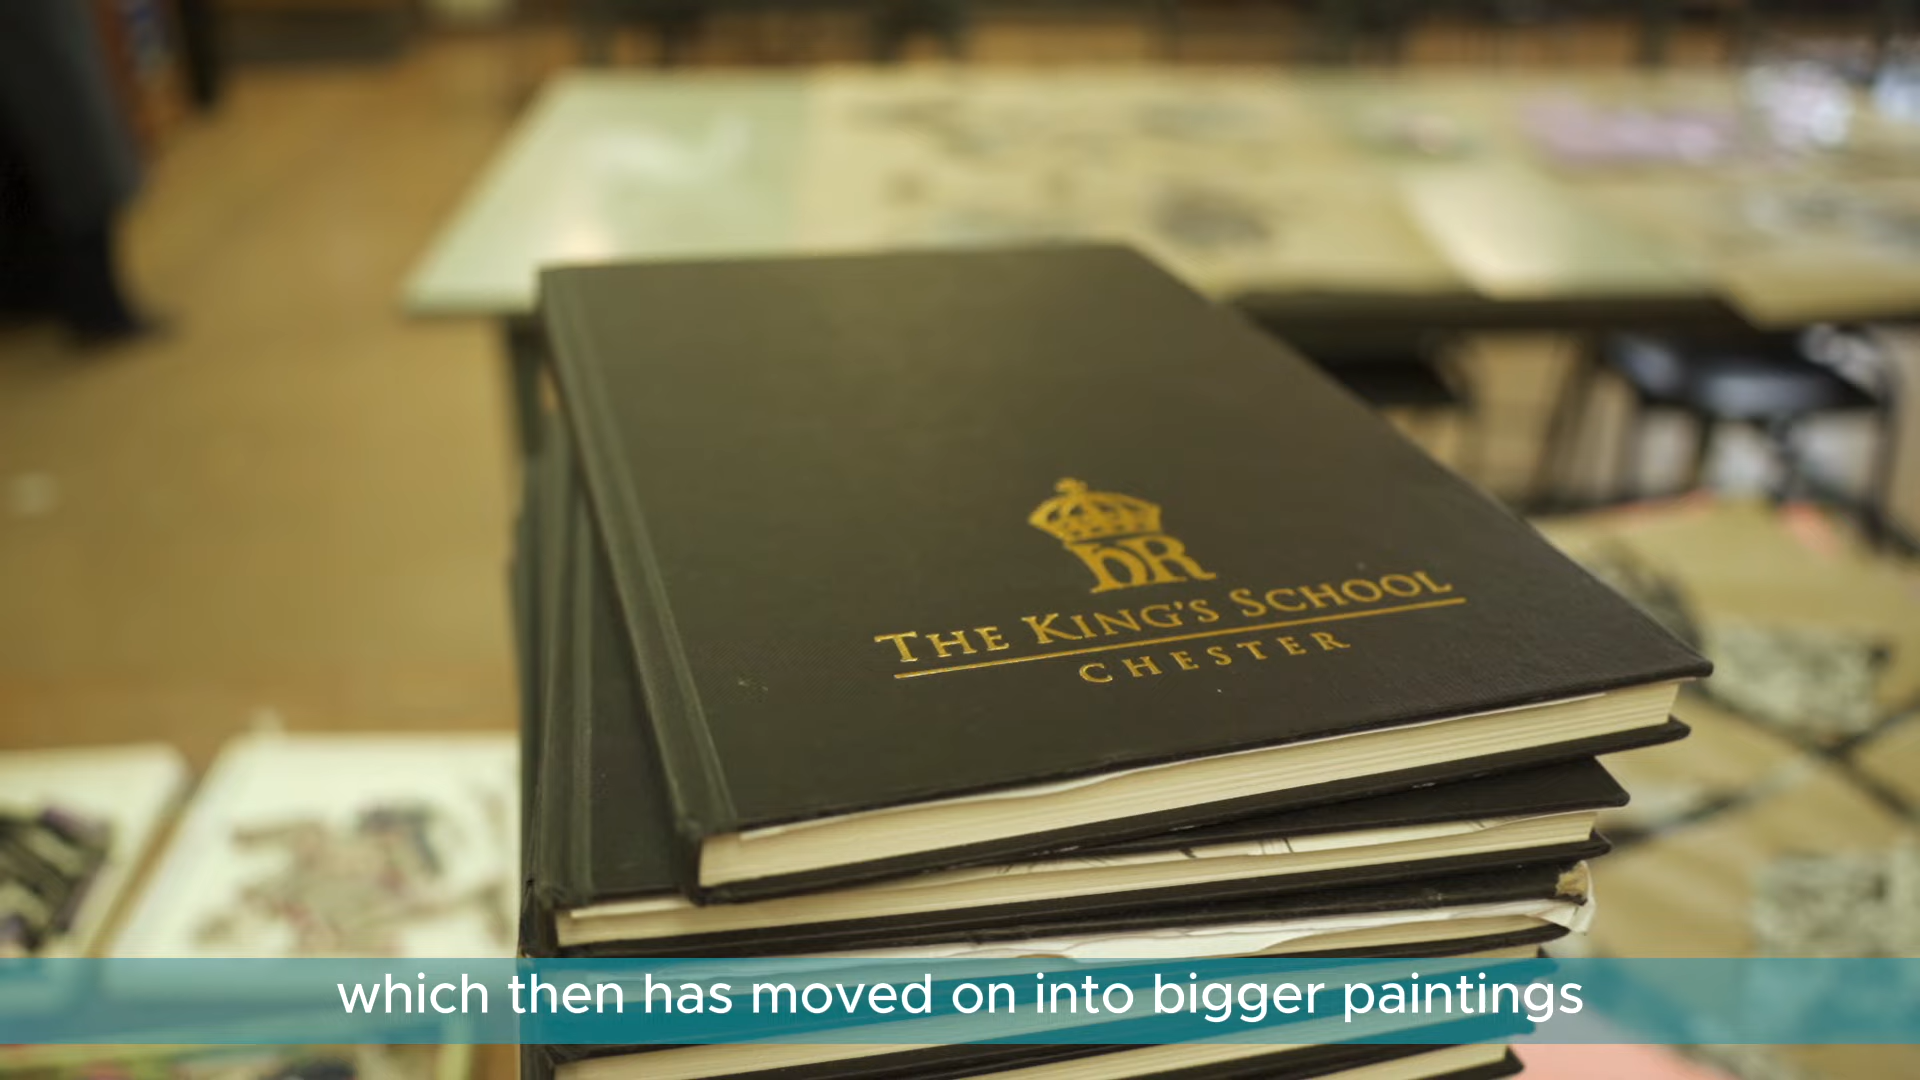 hR
THE KING'S SCHOOL
CHESTER
which then has moved on into bigger paintings